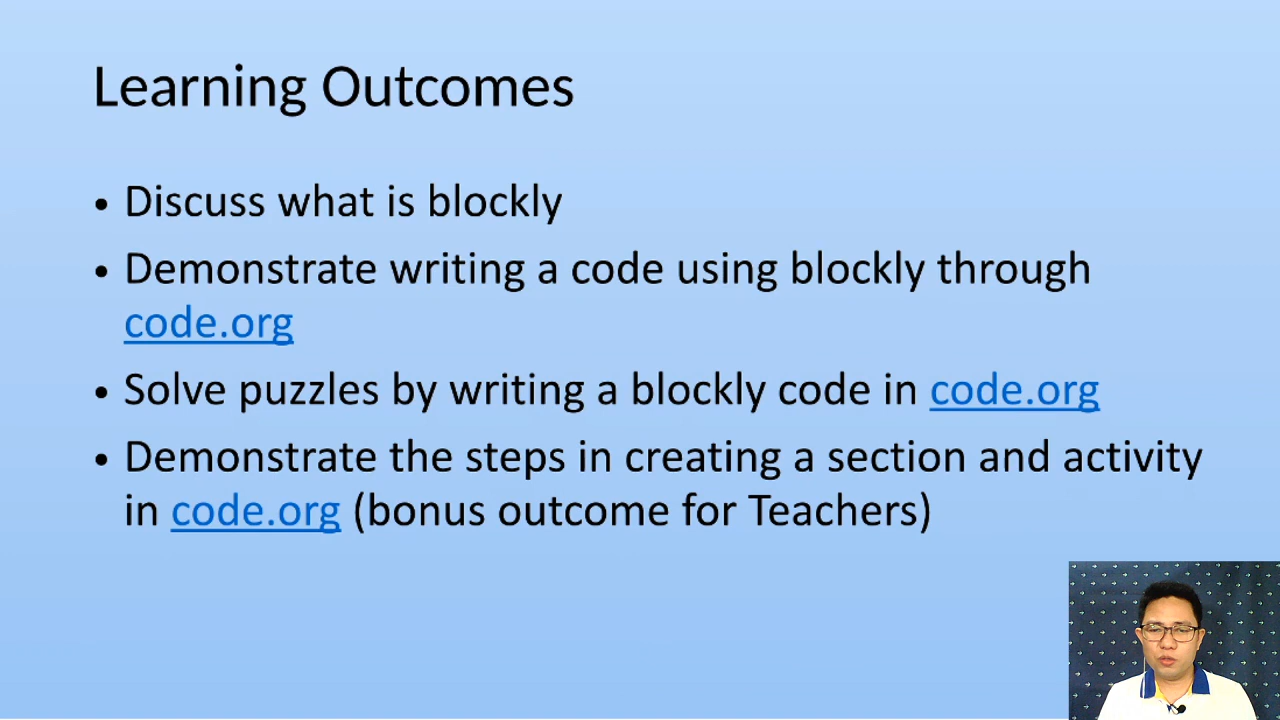 Learning Outcomes
• Discuss what is blockly
• Demonstrate writing a code using blockly through
code.org
• Solve puzzles by writing a blockly code in code.org
• Demonstrate the steps in creating a section and activity
in code.org (bonus outcome for Teachers)